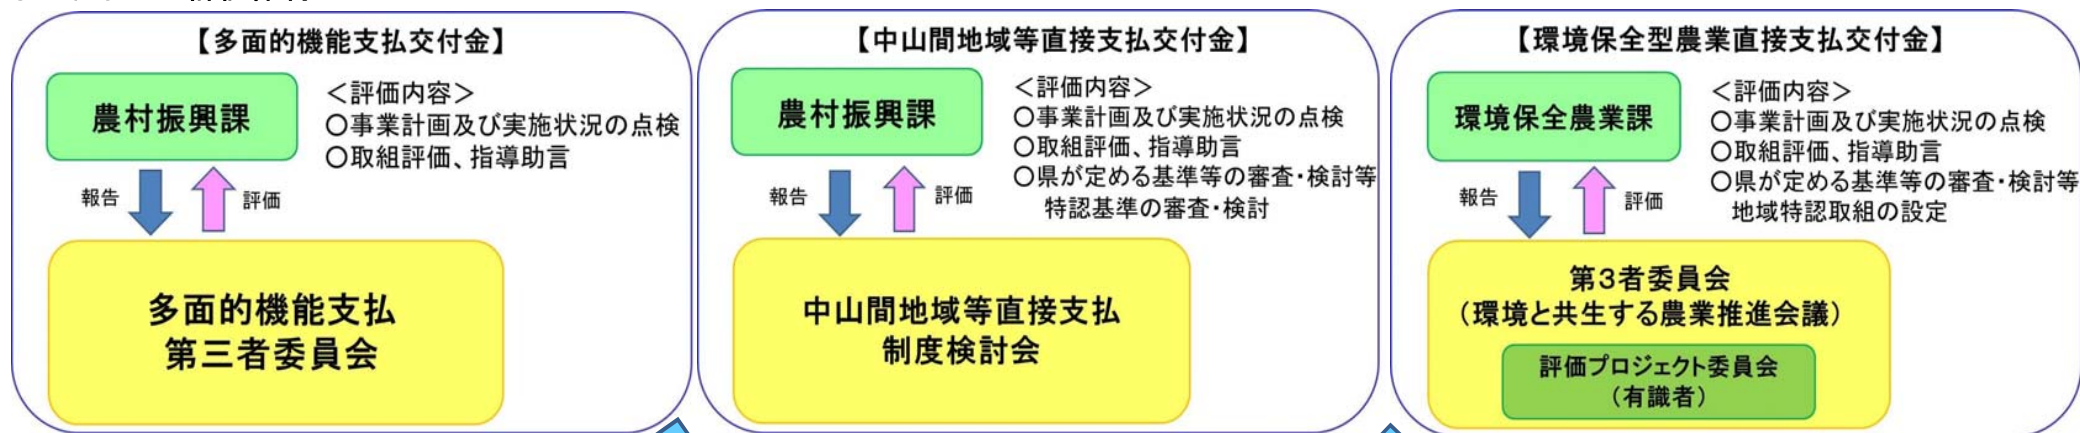 【多面的機能支払交付金】
農村振興課
＜評価内容＞
○事業計画及び実施状況の点検
○取組評価、指導助言
報告
評価
多面的機能支払
第三者委員会
【中山間地域等直接支払交付金】
農村振興課
＜評価内容＞
○事業計画及び実施状況の点検
○取組評価、指導助言
○県が定める基準等の審査・検討等
特認基準の審査・検討
報告
評価
中山間地域等直接支払
制度検討会
【環境保全型農業直接支払交付金】
環境保全農業課
＜評価内容＞
○事業計画及び実施状況の点検
○取組評価、指導助言
○県が定める基準等の審査・検討等
地域特認取組の設定
報告
評価
第３者委員会
（環境と共生する農業推進会議）
評価プロジェクト委員会
（有識者）